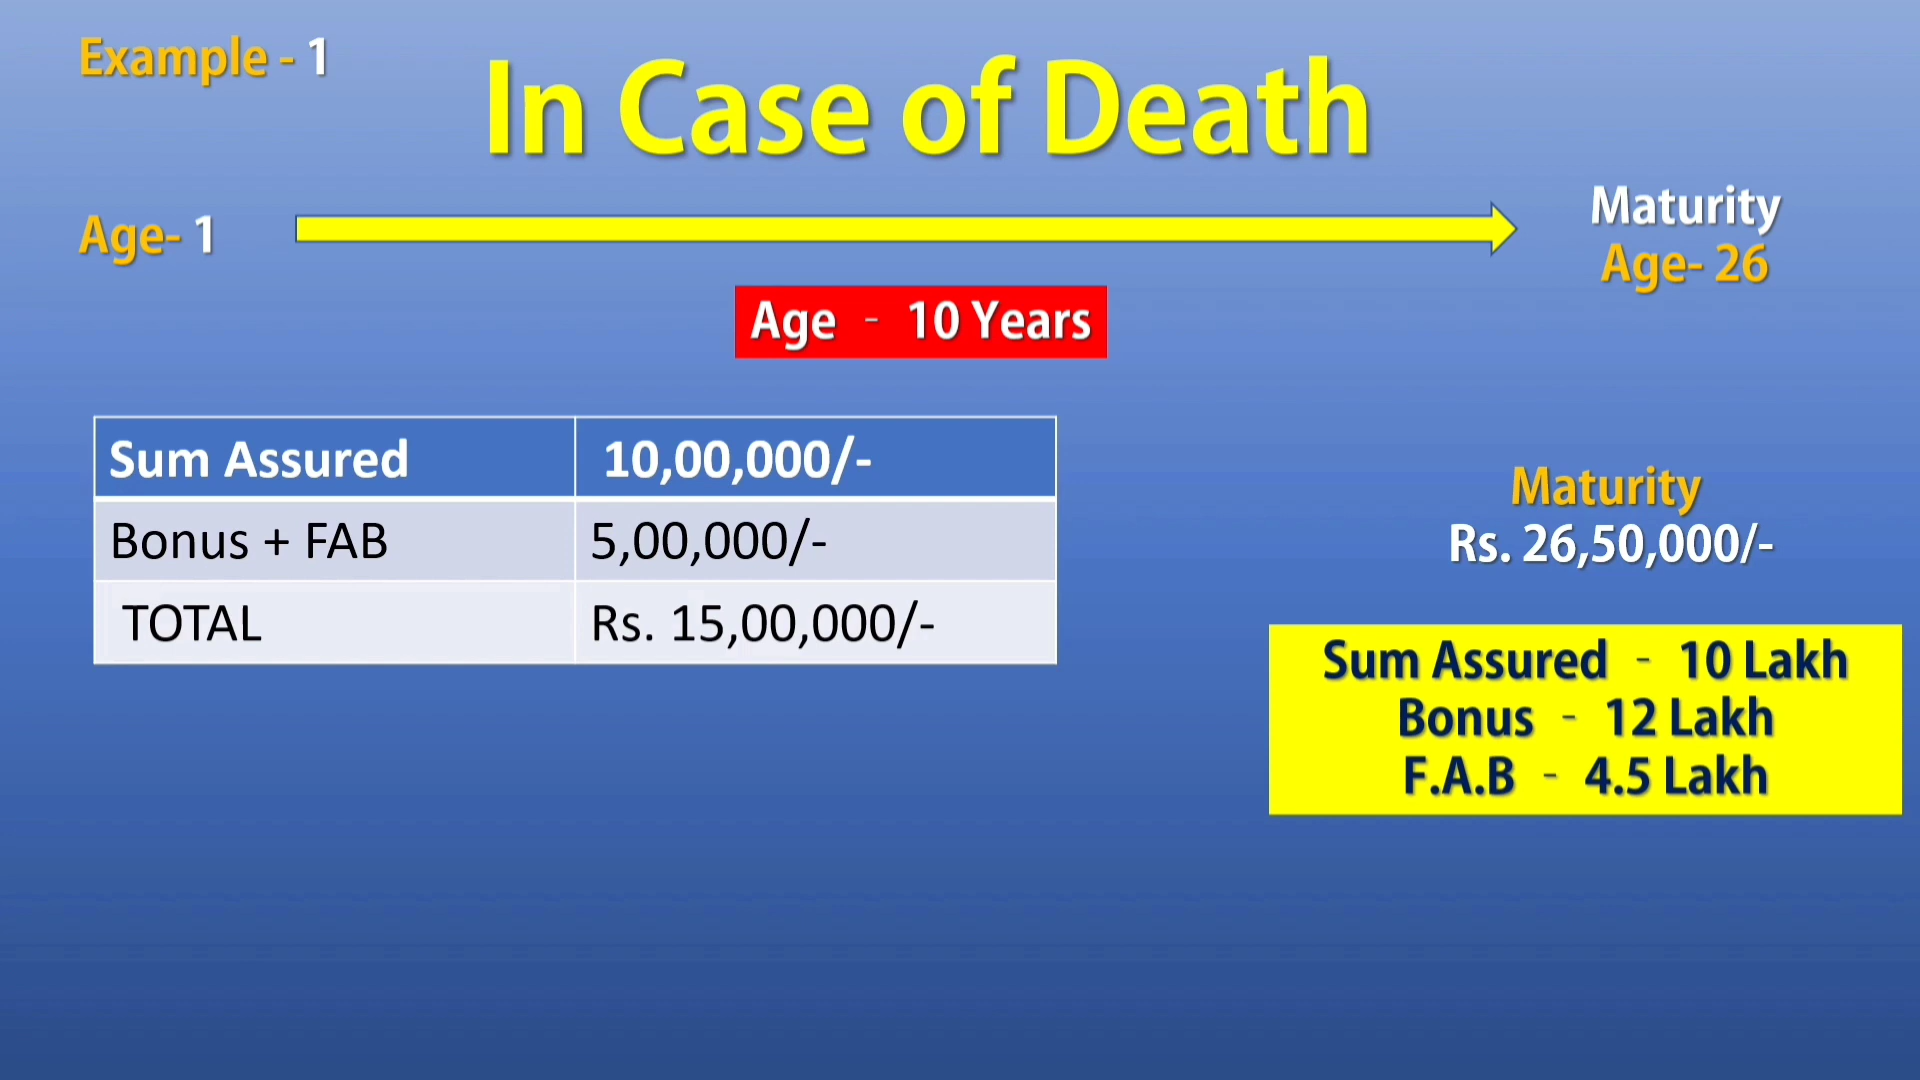 Example - 1
In Case of Death
Age- 1
Maturity
Age- 26
Age - 10 Years
Sum Assured 10,00,000/-
Bonus + FAB 5,00,000/-
TOTAL Rs. 15,00,000/-
Maturity
Rs. 26,50,000/-
Sum Assured - 10 Lakh
Bonus - 12 Lakh
F.A.B - 4.5 Lakh